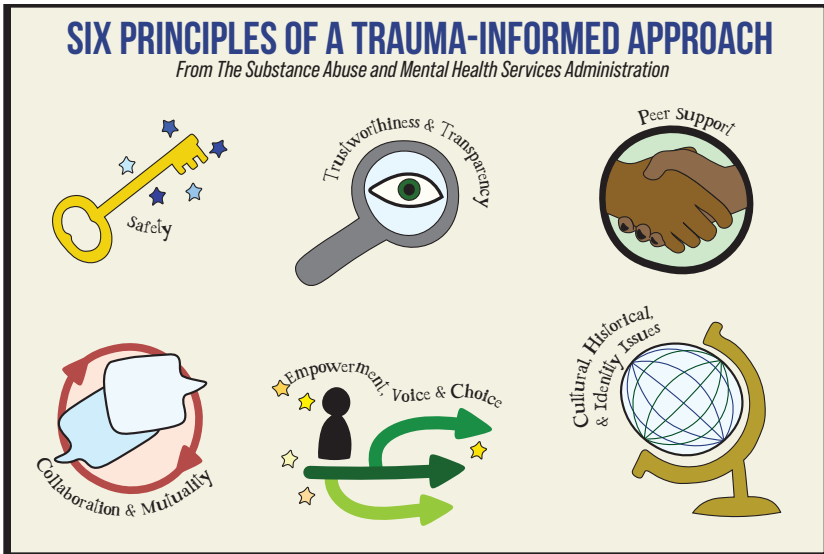 SIX PRINCIPLES OF A TRAUMA-INFORMED APPROACH
From The Substance Abuse and Mental Health Services Administration
Safety
Trustworthiness & Transparency
Peer Support
Collaboration & Mutuality
Empowerment, Voice & Choice
Cultural, Historical,
& Identity Issues